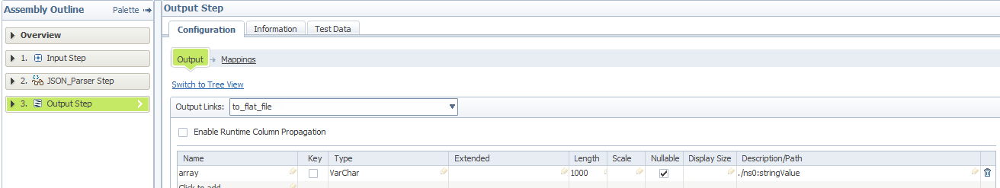 Assembly Outline Palette
Overview
1. Input Step
2. JSON_Parser Step
3. Output Step
Output Step
Configuration Information Test Data
Output Mappings
Switch to Tree View
Output Links: to_flat_file
Enable Runtime Column Propagation
Name Key Type Extended Length Scale Nullable Display Size Description/Path
array VarChar 1000 ./ns0:stringValue
Click to add